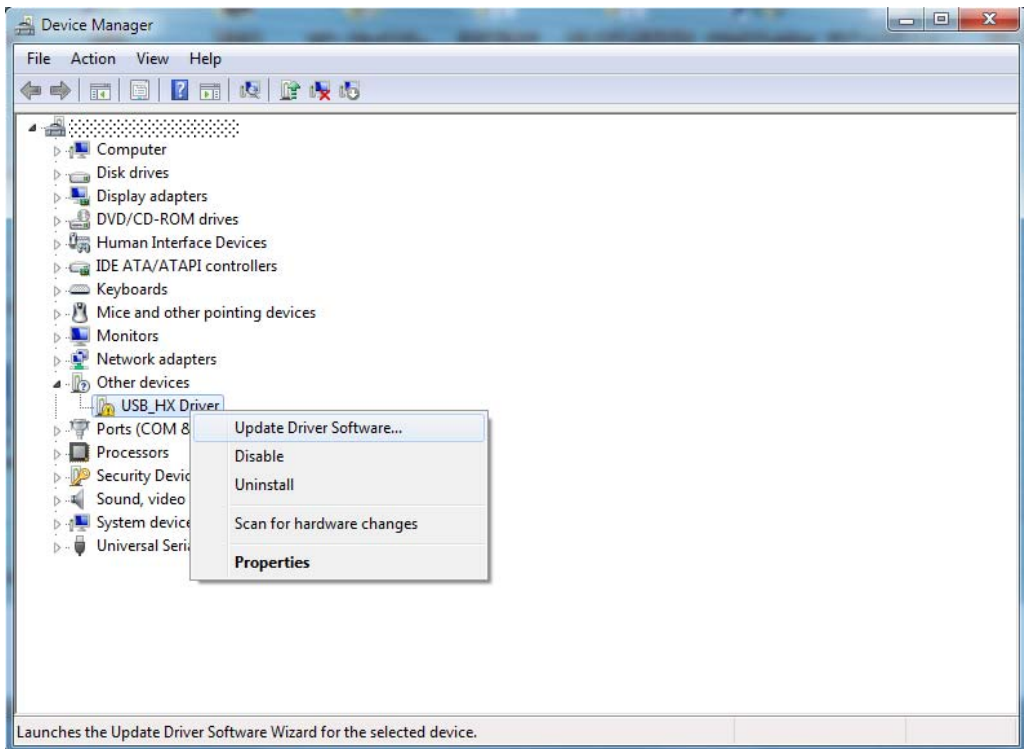 Device Manager
File Action View Help
Computer
Disk drives
Display adapters
DVD/CD-ROM drives
Human Interface Devices
IDE ATA/ATAPI controllers
Keyboards
Mice and other pointing devices
Monitors
Network adapters
Other devices
USB_HX Driver
Ports (COM &
Processors
Security Devic
Sound, video
System device
Universal Seri
Update Driver Software...
Disable
Uninstall
Scan for hardware changes
Properties
Launches the Update Driver Software Wizard for the selected device.